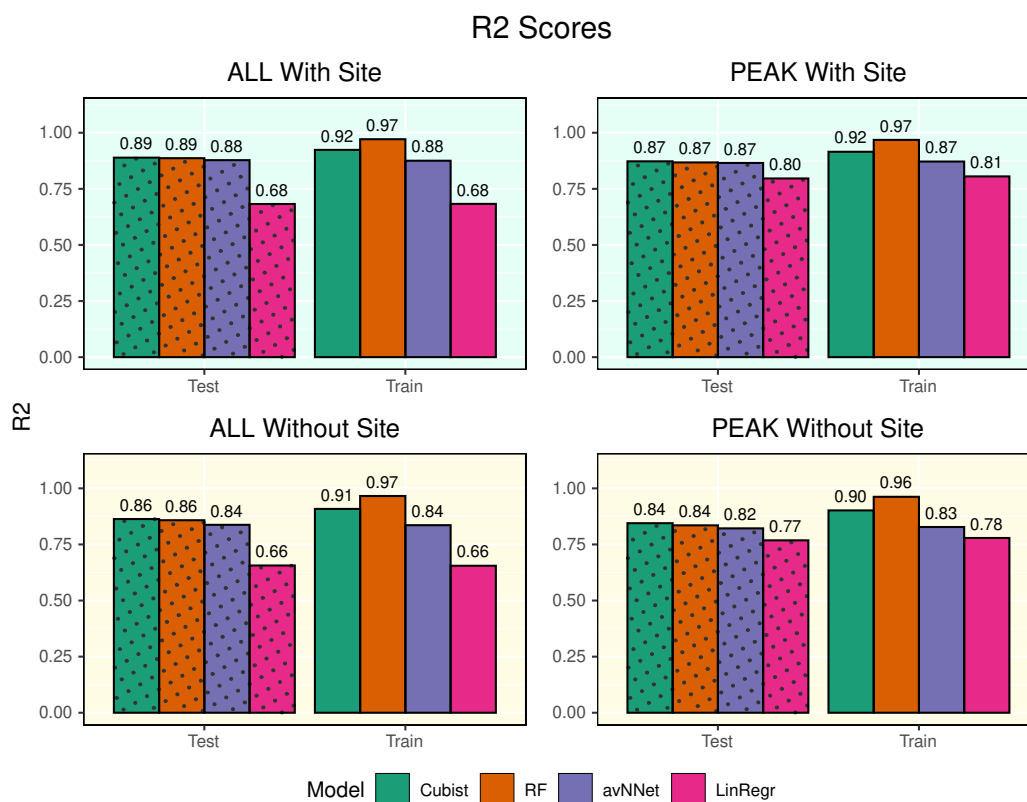 R2 Scores
ALL With Site
PEAK With Site
1.00
0.75
0.50
0.25
0.00
0.89 0.89 0.88 0.68 0.92 0.97 0.88 0.68
Test Train
1.00
0.75
0.50
0.25
0.00
0.87 0.87 0.87 0.80 0.92 0.97 0.87 0.81
Test Train
R2
ALL Without Site
PEAK Without Site
1.00
0.75
0.50
0.25
0.00
0.86 0.86 0.84 0.66 0.91 0.97 0.84 0.66
Test Train
1.00
0.75
0.50
0.25
0.00
0.84 0.84 0.82 0.77 0.90 0.96 0.83 0.78
Test Train
Model Cubist RF avNNet LinRegr